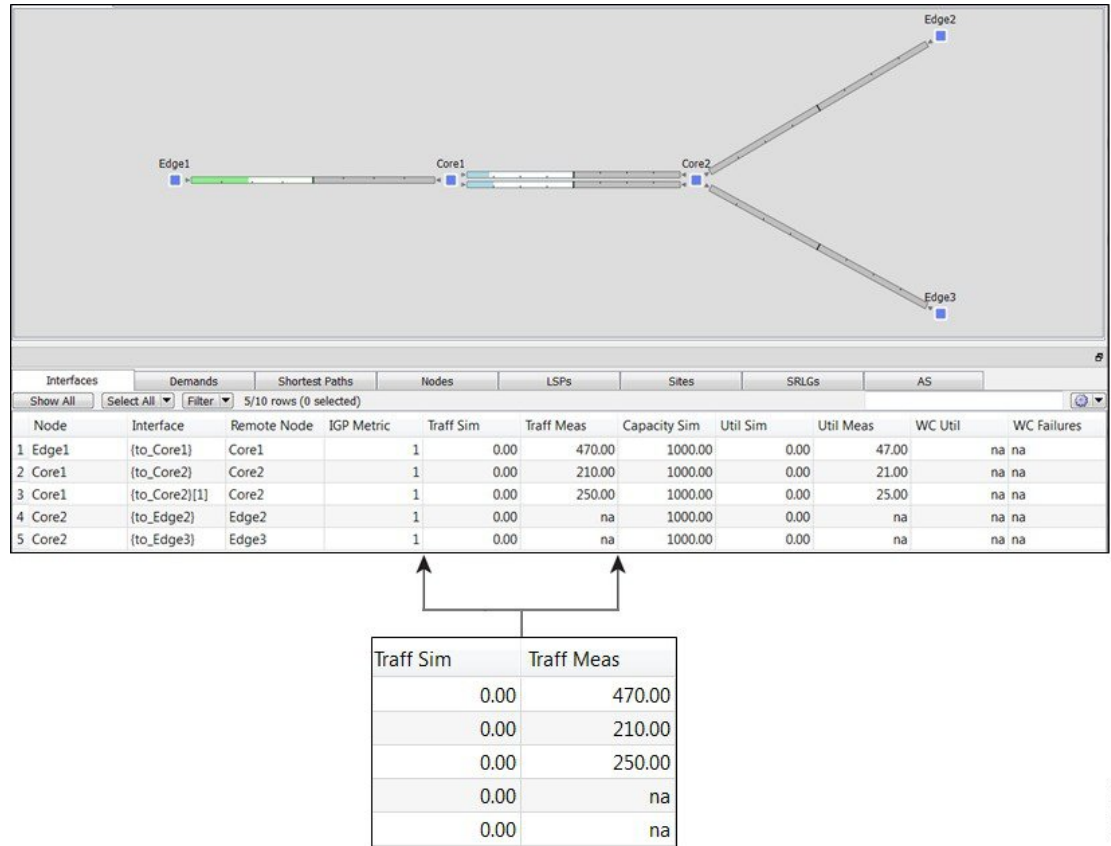 Edge2
Edge1
Core1
Core2
Edge3
Interfaces Demands Shortest Paths Nodes LSPs Sites SRLGs AS
Show All Select All Filter 5/10 rows (0 selected)
Node Interface Remote Node IGP Metric Traff Sim Traff Meas Capacity Sim Util Sim Util Meas WC Util WC Failures
1 Edge1 {to_Core1} Core1 1 0.00 470.00 1000.00 0.00 47.00 na na
2 Core1 {to_Core2} Core2 1 0.00 210.00 1000.00 0.00 21.00 na na
3 Core1 {to_Core2}[1] Core2 1 0.00 250.00 1000.00 0.00 25.00 na na
4 Core2 {to_Edge2} Edge2 1 0.00 na 1000.00 0.00 na na na
5 Core2 {to_Edge3} Edge3 1 0.00 na 1000.00 0.00 na na na
Traff Sim Traff Meas
0.00 470.00
0.00 210.00
0.00 250.00
0.00 na
0.00 na